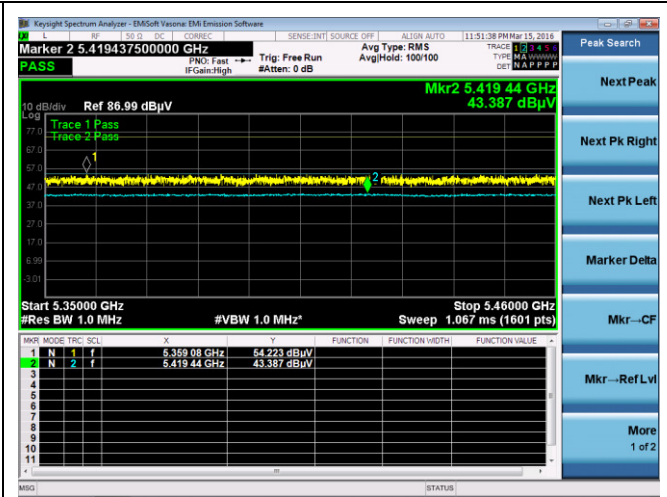 Keysight Spectrum Analyzer - EMiSoft Vasona: EMi Emission Software
L RF 50 Ω DC CORREC SENSE:INT SOURCE OFF ALIGN AUTO 11:51:38 PM Mar 15, 2016
Marker 2 5.419437500000 GHz
PASS
PNO: Fast
IFGain:High
Trig: Free Run
#Atten: 0 dB
Avg Type: RMS
Avg|Hold: 100/100
TRACE 1 2 3 4 5 6
TYPE MAWWWW
DET NAPPPP
Mkr2 5.419 44 GHz
43.387 dBµV
10 dB/div Ref 86.99 dBµV
Log
Trace 1 Pass
Trace 2 Pass
77.0
67.0
57.0
47.0
37.0
27.0
17.0
6.99
-3.01
1
2
Start 5.35000 GHz Stop 5.46000 GHz
#Res BW 1.0 MHz #VBW 1.0 MHz* Sweep 1.067 ms (1601 pts)
MKR MODE TRC SCL X Y FUNCTION FUNCTION WIDTH FUNCTION VALUE
1 N 1 f 5.359 08 GHz 54.223 dBµV
2 N 2 f 5.419 44 GHz 43.387 dBµV
3
4
5
6
7
8
9
10
11
MSG STATUS
Peak Search
Next Peak
Next Pk Right
Next Pk Left
Marker Delta
Mkr→CF
Mkr→Ref Lvl
More
1 of 2